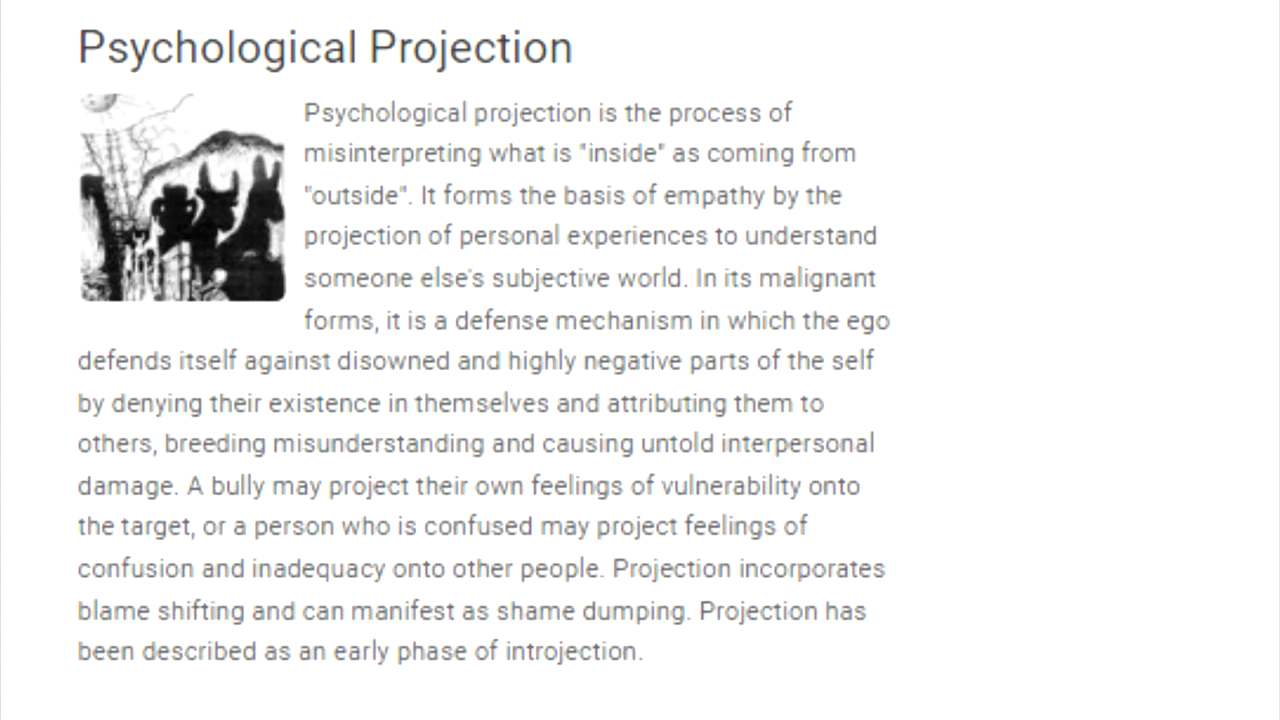 Psychological Projection
Psychological projection is the process of
misinterpreting what is "inside" as coming from
"outside". It forms the basis of empathy by the
projection of personal experiences to understand
someone else's subjective world. In its malignant
forms, it is a defense mechanism in which the ego
defends itself against disowned and highly negative parts of the self
by denying their existence in themselves and attributing them to
others, breeding misunderstanding and causing untold interpersonal
damage. A bully may project their own feelings of vulnerability onto
the target, or a person who is confused may project feelings of
confusion and inadequacy onto other people. Projection incorporates
blame shifting and can manifest as shame dumping. Projection has
been described as an early phase of introjection.